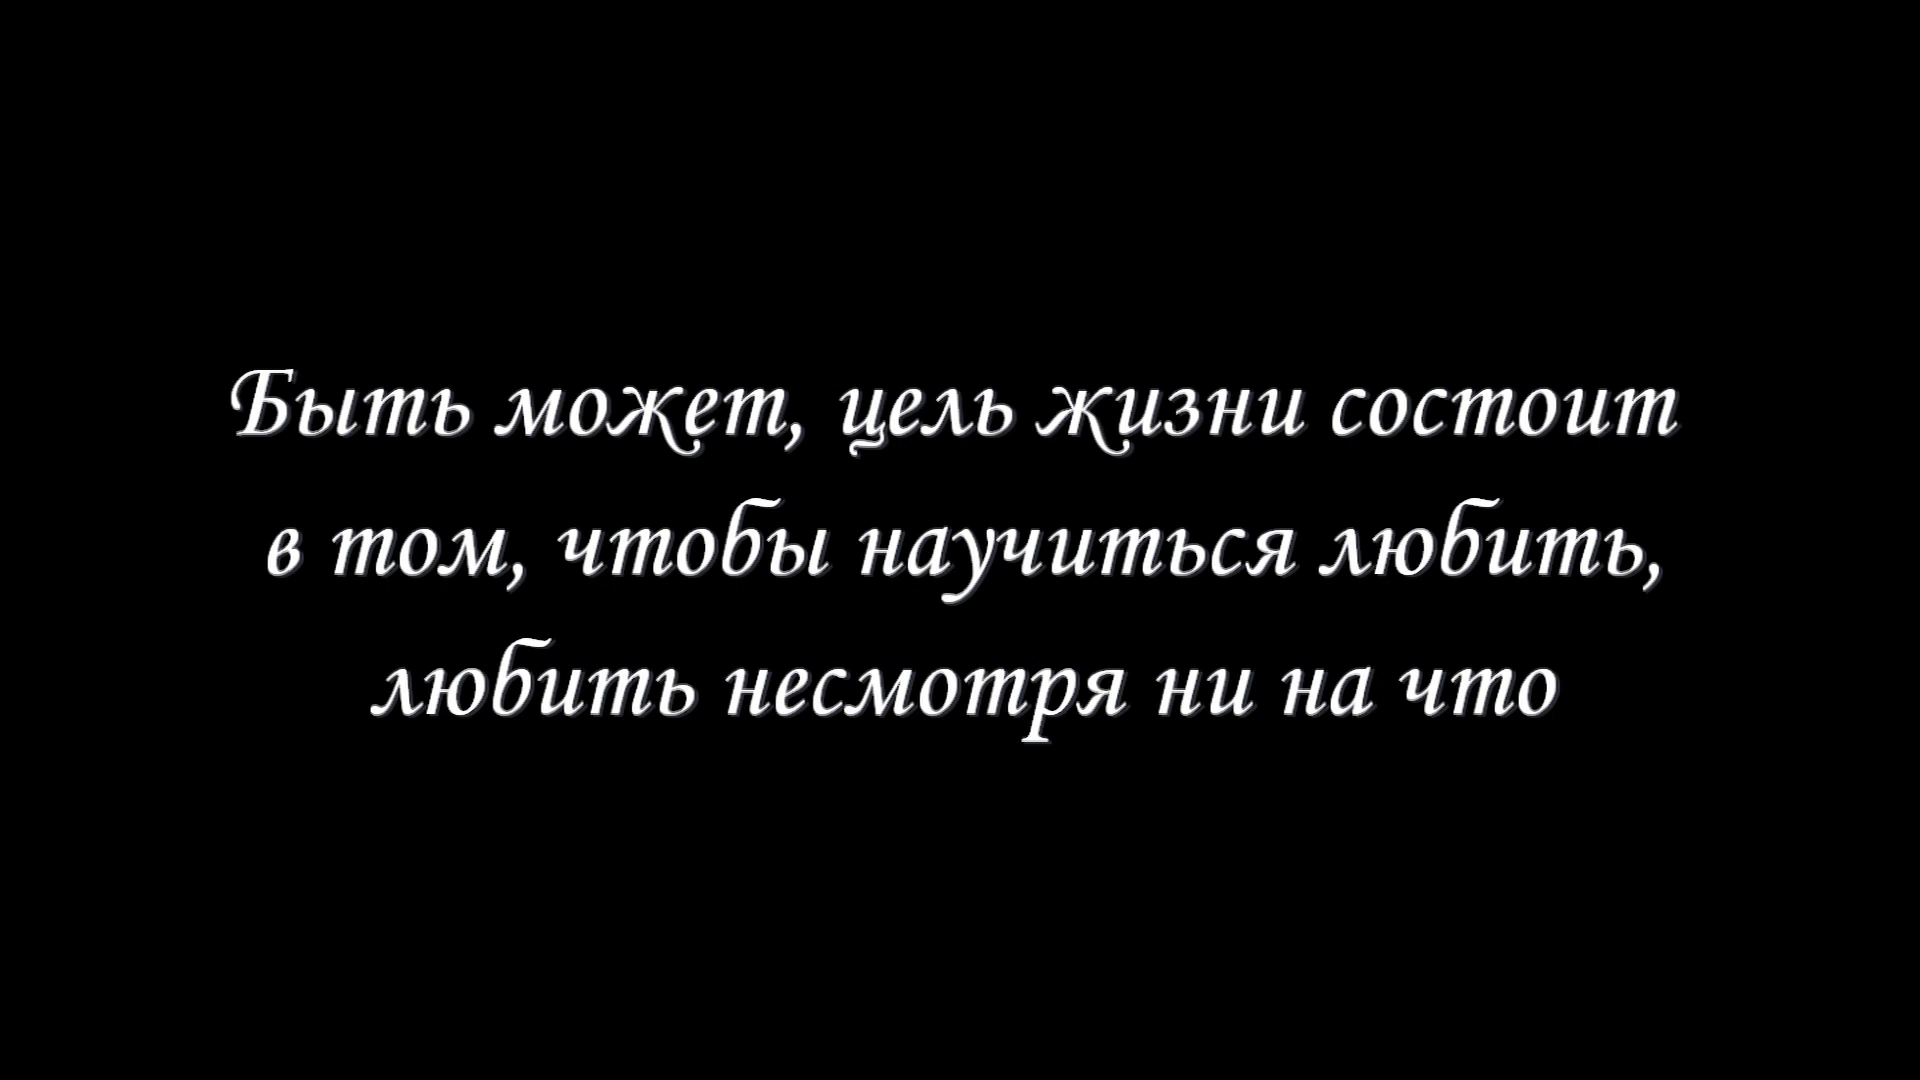 Быть может, цель жизни состоит
в том, чтобы научиться любить,
любить несмотря ни на что